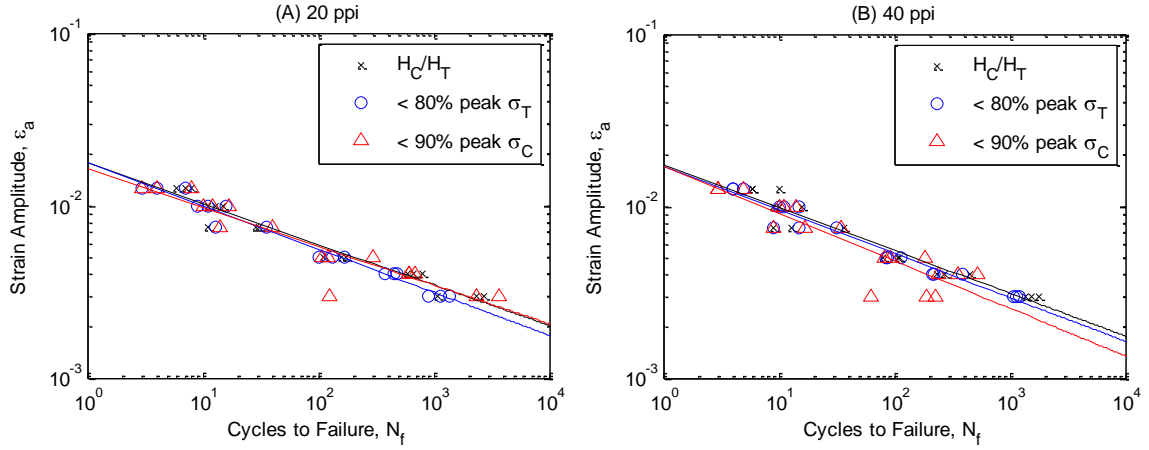 (A) 20 ppi
10^-1
10^-2
10^-3
Strain Amplitude, ε_a
H_C/H_T
< 80% peak σ_T
< 90% peak σ_C
10^0 10^1 10^2 10^3 10^4
Cycles to Failure, N_f
(B) 40 ppi
10^-1
10^-2
10^-3
Strain Amplitude, ε_a
H_C/H_T
< 80% peak σ_T
< 90% peak σ_C
10^0 10^1 10^2 10^3 10^4
Cycles to Failure, N_f